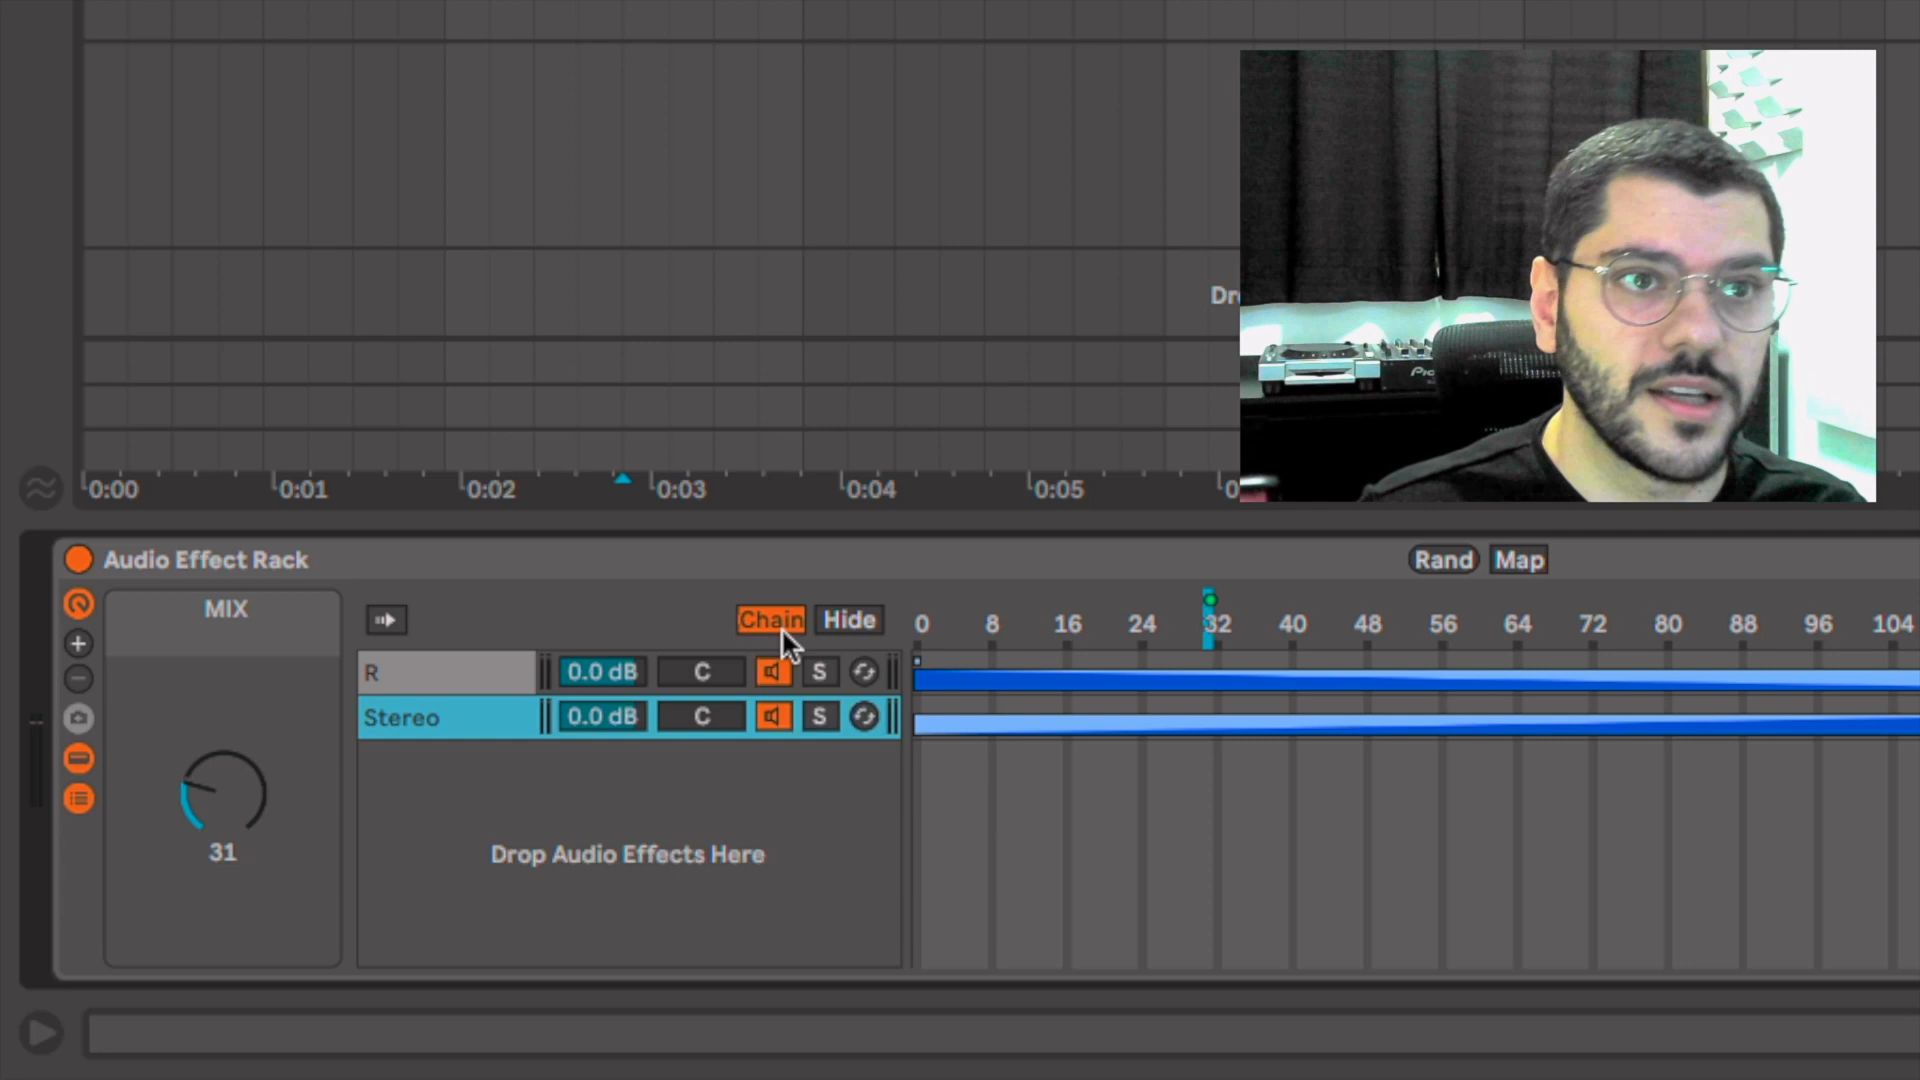 Dr
0:00 0:01 0:02 0:03 0:04 0:05 0
Audio Effect Rack Rand Map
MIX Chain Hide
0 8 16 24 32 40 48 56 64 72 80 88 96 104
R 0.0 dB C S
Stereo 0.0 dB C S
31
Drop Audio Effects Here